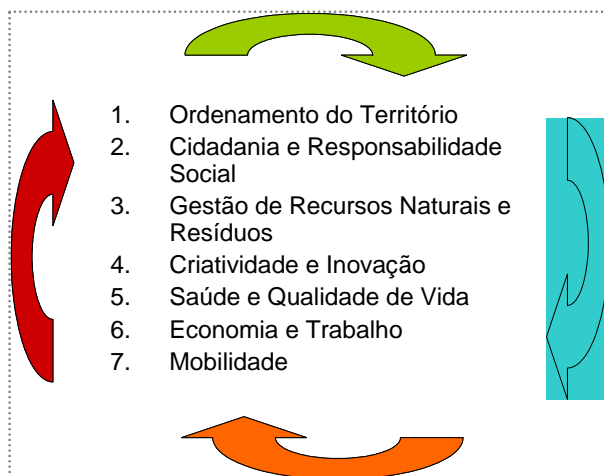 1. Ordenamento do Território
2. Cidadania e Responsabilidade
Social
3. Gestão de Recursos Naturais e
Resíduos
4. Criatividade e Inovação
5. Saúde e Qualidade de Vida
6. Economia e Trabalho
7. Mobilidade